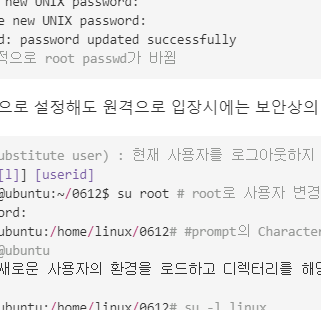 new UNIX password:
e new UNIX password:
d: password updated successfully
적으로 root passwd가 바뀜
으로 설정해도 원격으로 입장시에는 보안상의
ubstitute user) : 현재 사용자를 로그아웃하지
[l]] [userid]
@ubuntu:~/0612$ su root # root로 사용자 변경
ord:
ubuntu:/home/linux/0612# #prompt의 Character
@ubuntu
새로운 사용자의 환경을 로드하고 디렉터리를 해당
ubuntu:/home/linux/0612# su -l linux